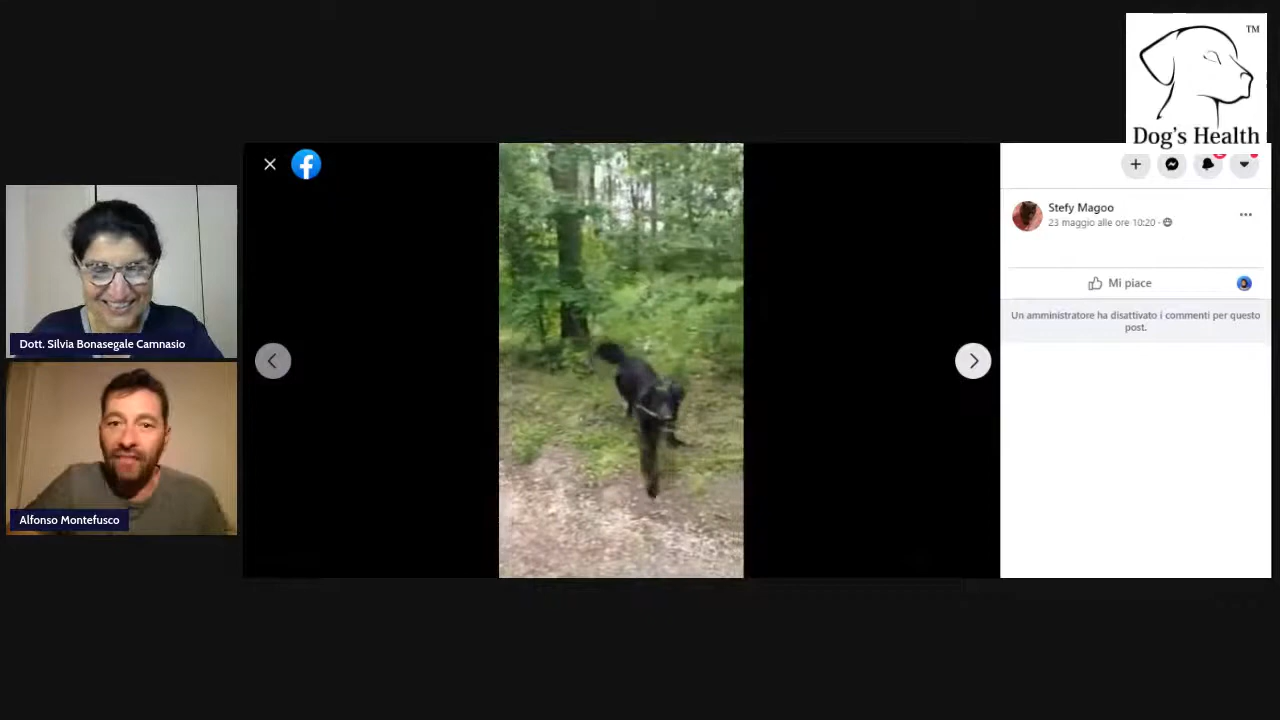 TM
Dog's Health
Stefy Magoo
23 maggio alle ore 10:20 ·
Mi piace
Un amministratore ha disattivato i commenti per questo
post.
Dott. Silvia Bonasegale Camnasio
Alfonso Montefusco